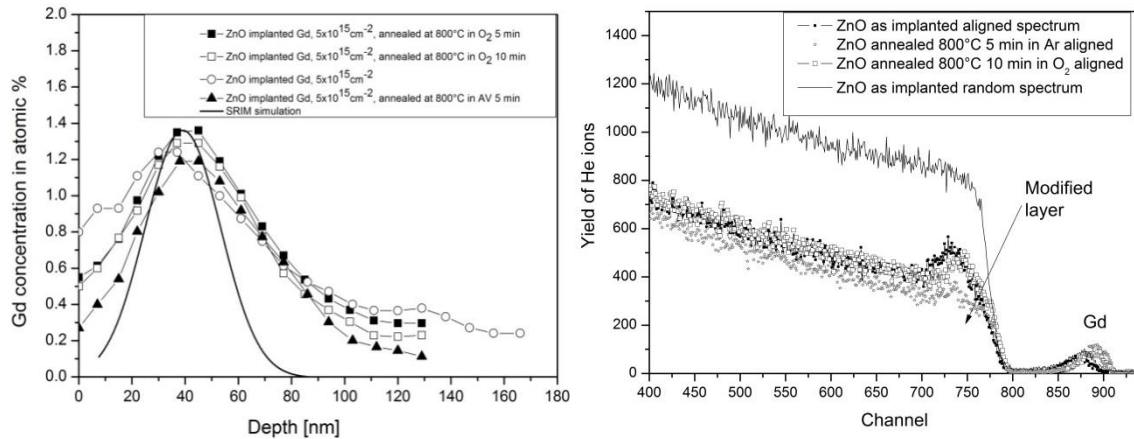 Gd concentration in atomic %
2.0
1.8
1.6
1.4
1.2
1.0
0.8
0.6
0.4
0.2
0.0
ZnO implanted Gd, 5x10¹⁵cm⁻², annealed at 800°C in O₂ 5 min
ZnO implanted Gd, 5x10¹⁵cm⁻², annealed at 800°C in O₂ 10 min
ZnO implanted Gd, 5x10¹⁵cm⁻²
ZnO implanted Gd, 5x10¹⁵cm⁻², annealed at 800°C in AV 5 min
SRIM simulation
0 20 40 60 80 100 120 140 160 180
Depth [nm]
Yield of He ions
1500
1200
1000
800
600
400
200
0
ZnO as implanted aligned spectrum
ZnO annealed 800°C 5 min in Ar aligned
ZnO annealed 800°C 10 min in O₂ aligned
ZnO as implanted random spectrum
Modified
layer
Gd
400 450 500 550 600 650 700 750 800 850 900
Channel